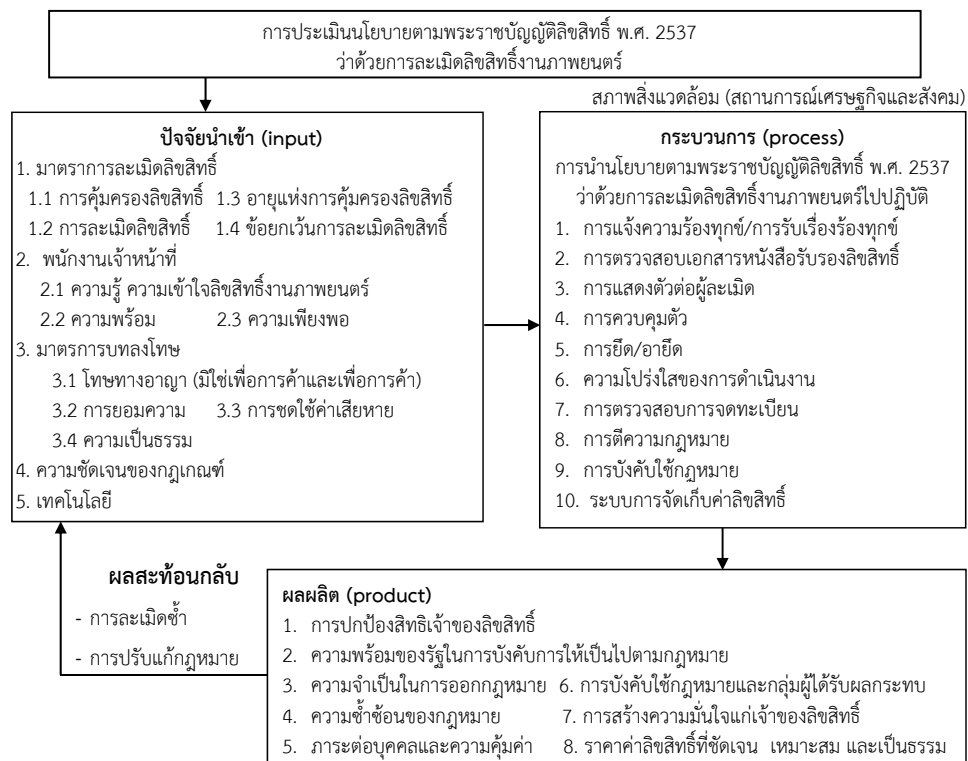 การประเมินนโยบายตามพระราชบัญญัติลิขสิทธิ์ พ.ศ. 2537
ว่าด้วยการละเมิดลิขสิทธิ์งานภาพยนตร์
สภาพสิ่งแวดล้อม (สถานการณ์เศรษฐกิจและสังคม)
ปัจจัยนำเข้า (input)
1. มาตราการละเมิดลิขสิทธิ์
1.1 การคุ้มครองลิขสิทธิ์ 1.3 อายุแห่งการคุ้มครองลิขสิทธิ์
1.2 การละเมิดลิขสิทธิ์ 1.4 ข้อยกเว้นการละเมิดลิขสิทธิ์
2. พนักงานเจ้าหน้าที่
2.1 ความรู้ ความเข้าใจลิขสิทธิ์งานภาพยนตร์
2.2 ความพร้อม 2.3 ความเพียงพอ
3. มาตรการบทลงโทษ
3.1 โทษทางอาญา (มิใช่เพื่อการค้าและเพื่อการค้า)
3.2 การยอมความ 3.3 การชดใช้ค่าเสียหาย
3.4 ความเป็นธรรม
4. ความชัดเจนของกฎเกณฑ์
5. เทคโนโลยี
กระบวนการ (process)
การนำนโยบายตามพระราชบัญญัติลิขสิทธิ์ พ.ศ. 2537
ว่าด้วยการละเมิดลิขสิทธิ์งานภาพยนตร์ไปปฏิบัติ
1. การแจ้งความร้องทุกข์/การรับเรื่องร้องทุกข์
2. การตรวจสอบเอกสารหนังสือรับรองลิขสิทธิ์
3. การแสดงตัวต่อผู้ละเมิด
4. การควบคุมตัว
5. การยึด/อายึด
6. ความโปร่งใสของการดำเนินงาน
7. การตรวจสอบการจดทะเบียน
8. การตีความกฎหมาย
9. การบังคับใช้กฎหมาย
10. ระบบการจัดเก็บค่าลิขสิทธิ์
ผลสะท้อนกลับ
- การละเมิดซ้ำ
- การปรับแก้กฎหมาย
ผลผลิต (product)
1. การปกป้องสิทธิเจ้าของลิขสิทธิ์
2. ความพร้อมของรัฐในการบังคับการให้เป็นไปตามกฎหมาย
3. ความจำเป็นในการออกกฎหมาย 6. การบังคับใช้กฎหมายและกลุ่มผู้ได้รับผลกระทบ
4. ความซ้ำซ้อนของกฎหมาย 7. การสร้างความมั่นใจแก่เจ้าของลิขสิทธิ์
5. ภาระต่อบุคคลและความคุ้มค่า 8. ราคาค่าลิขสิทธิ์ที่ชัดเจน เหมาะสม และเป็นธรรม